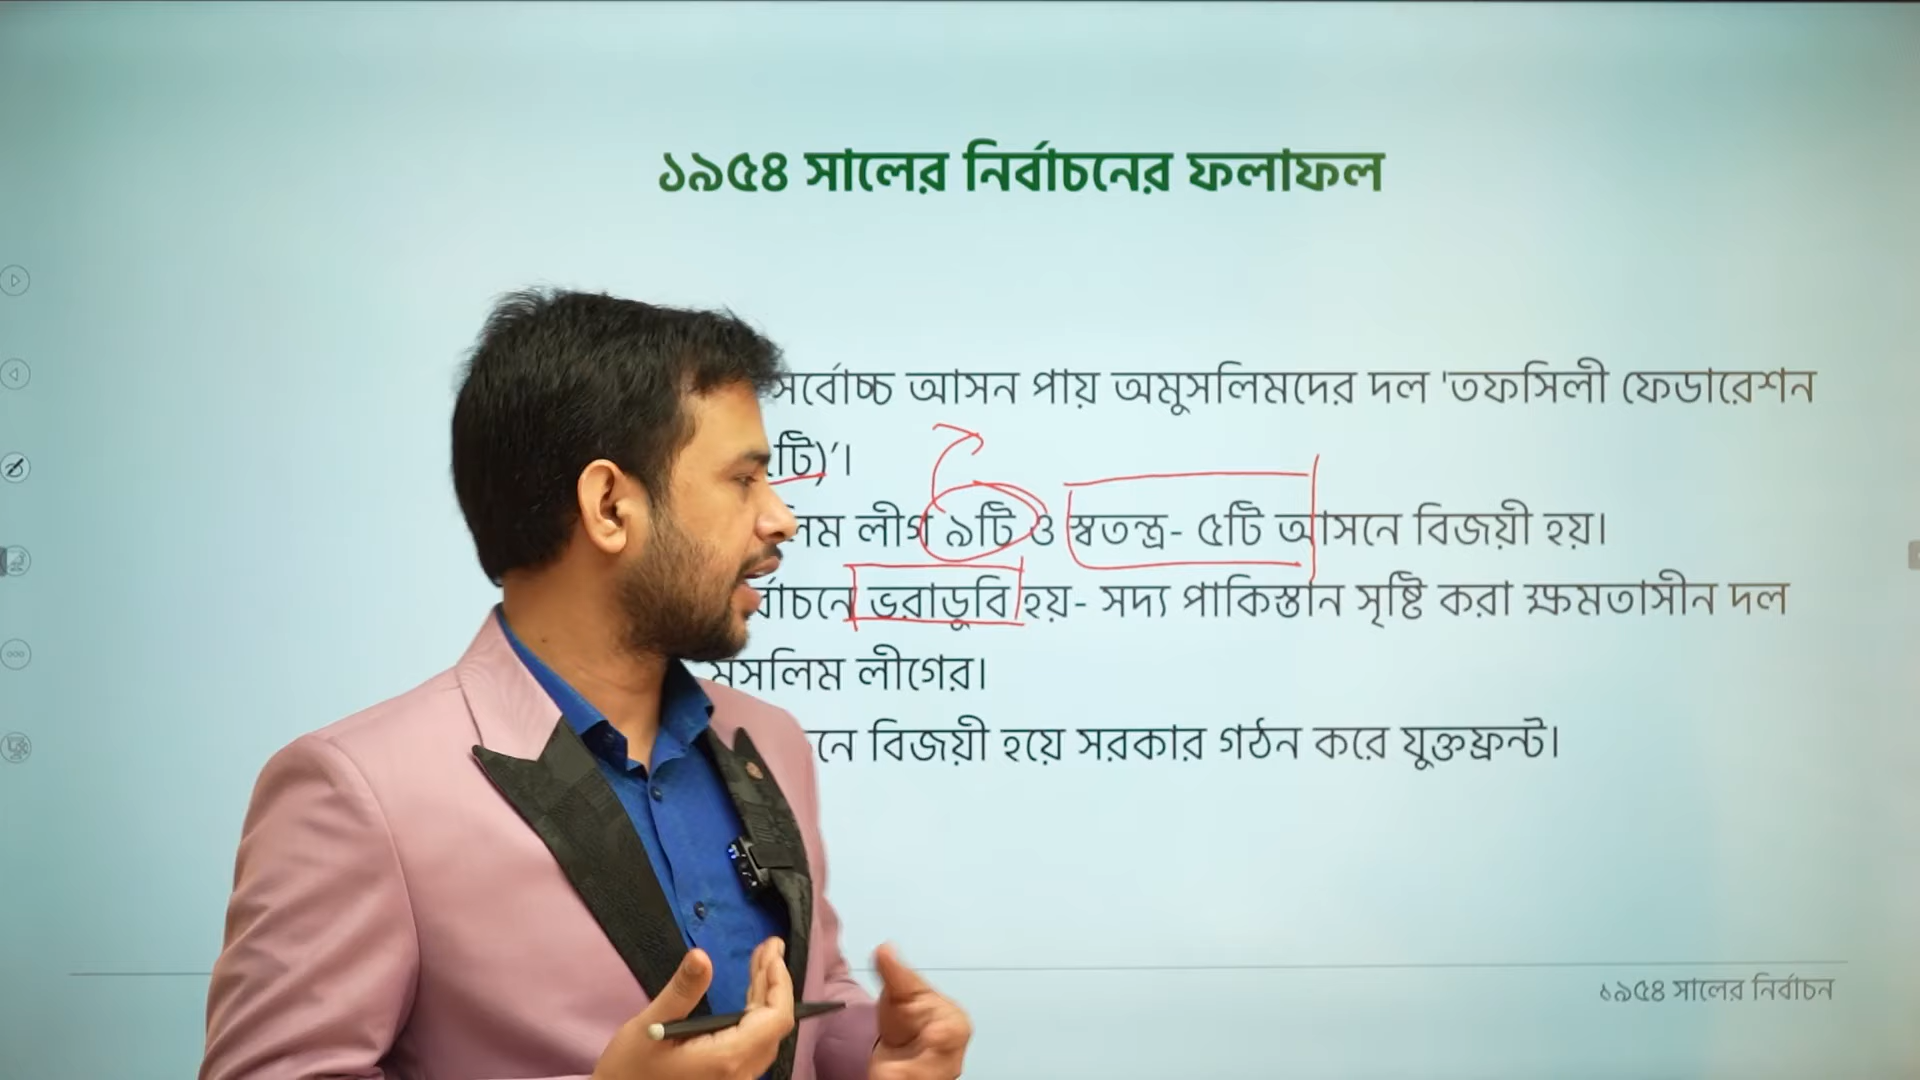 ১৯৫৪ সালের নির্বাচনের ফলাফল
সর্বোচ্চ আসন পায় অমুসলিমদের দল 'তফসিলী ফেডারেশন
টি)'।
লীগ ৯টি ও স্বতন্ত্র- ৫টি আসনে বিজয়ী হয়।
ভরাডুবি হয়- সদ্য পাকিস্তান সৃষ্টি করা ক্ষমতাসীন দল
মুসলিম লীগের।
বিজয়ী হয়ে সরকার গঠন করে যুক্তফ্রন্ট।
১৯৫৪ সালের নির্বাচন